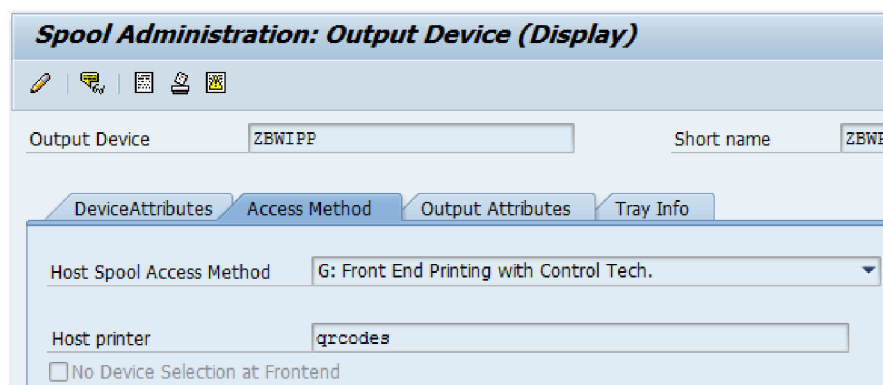 Spool Administration: Output Device (Display)
Output Device ZBWIPP Short name
DeviceAttributes Access Method Output Attributes Tray Info
Host Spool Access Method G: Front End Printing with Control Tech.
Host printer qrcodes
No Device Selection at Frontend